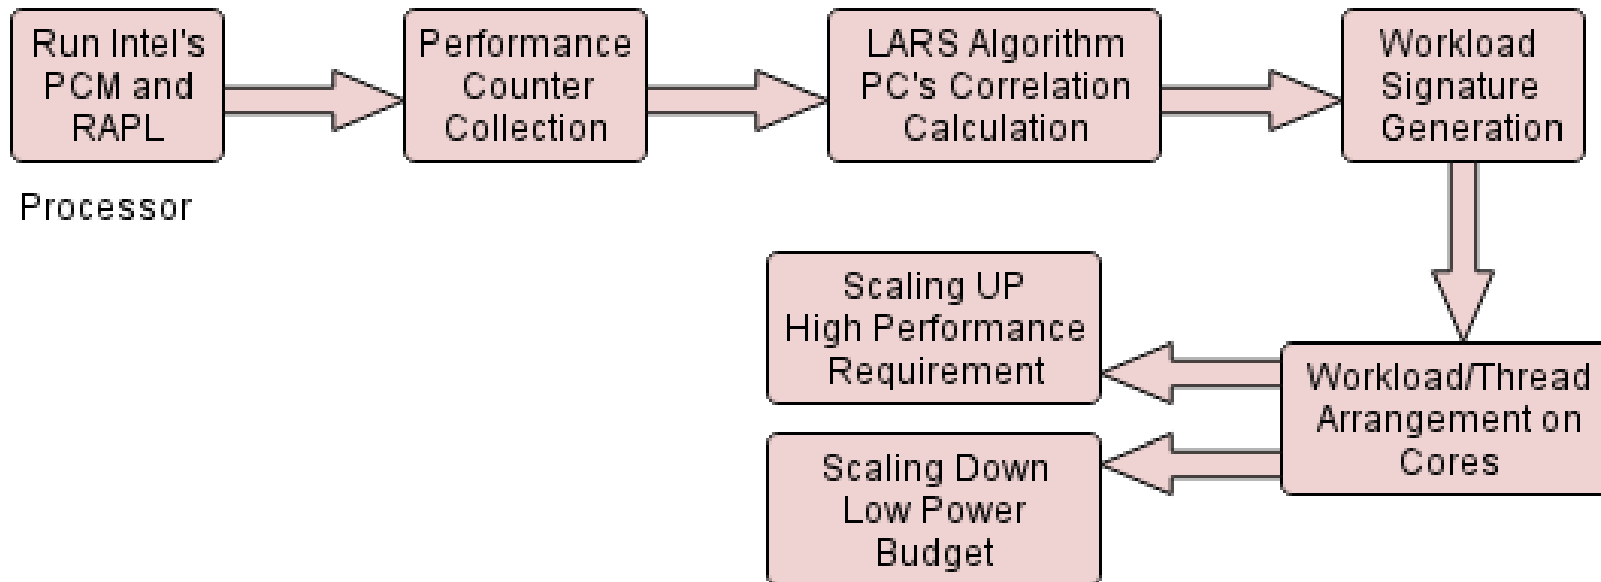 Run Intel's
PCM and
RAPL
Performance
Counter
Collection
LARS Algorithm
PC's Correlation
Calculation
Workload
Signature
Generation
Processor
Scaling UP
High Performance
Requirement
Workload/Thread
Arrangement on
Cores
Scaling Down
Low Power
Budget